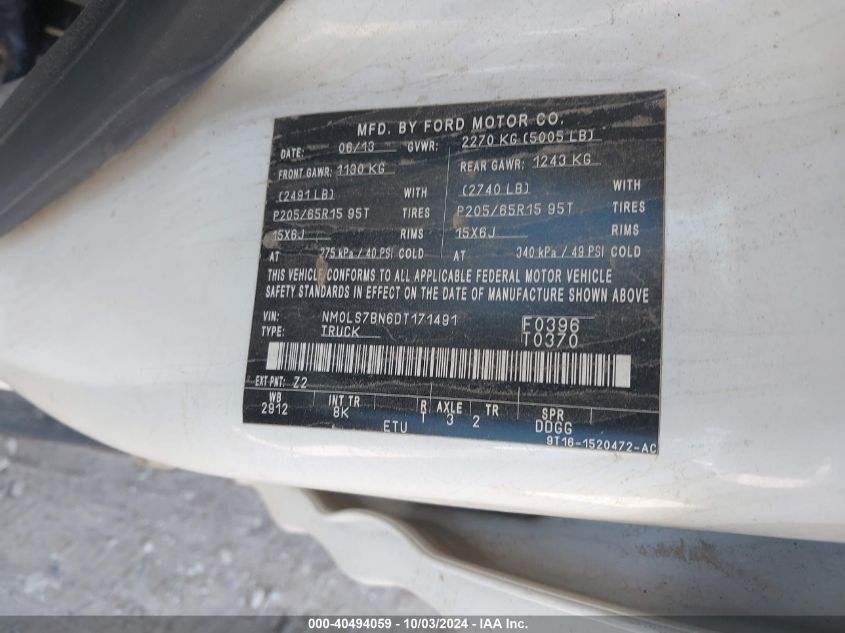 MFD. BY FORD MOTOR CO.
DATE: 06/13 GVWR: 2270 KG (5005 LB)
FRONT GAWR: 1130 KG REAR GAWR: 1243 KG
(2491 LB) WITH (2740 LB) WITH
P205/65R15 95T TIRES P205/65R15 95T TIRES
15X6J RIMS 15X6J RIMS
AT 275 kPa / 40 PSI COLD AT 340 kPa / 49 PSI COLD
THIS VEHICLE CONFORMS TO ALL APPLICABLE FEDERAL MOTOR VEHICLE
SAFETY STANDARDS IN EFFECT ON THE DATE OF MANUFACTURE SHOWN ABOVE
VIN: NM0LS7BN6DT171491 F0396
TYPE: TRUCK T0370
EXT PNT: Z2
WB INT TR R AXLE TR SPR
2912 8K T 3 2 DDGG
ETU 9T16-1520472-AC
000-40494059 - 10/03/2024 - IAA Inc.